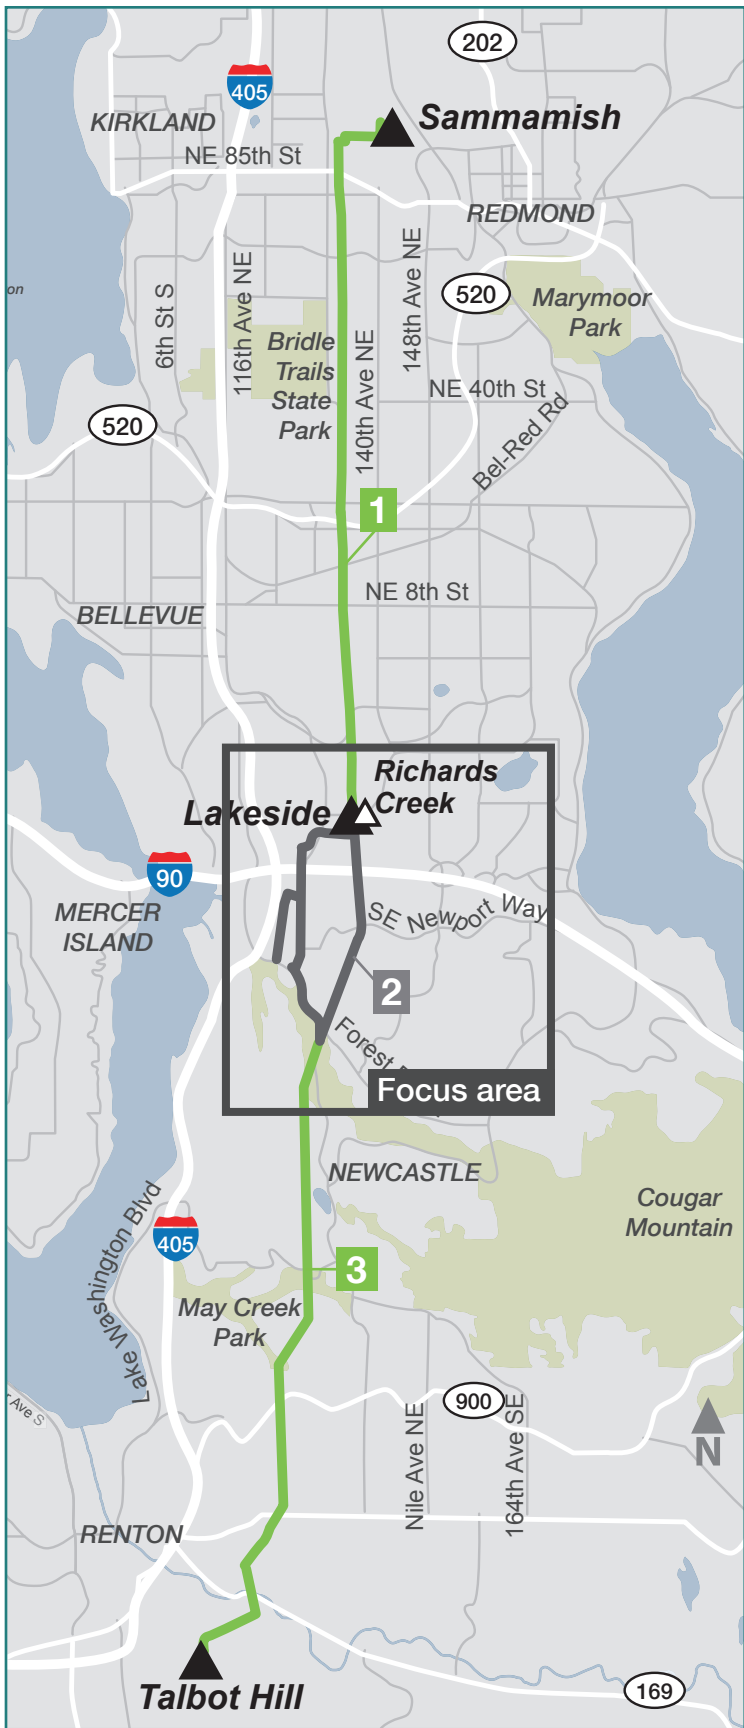 202
405
KIRKLAND
Sammamish
NE 85th St
REDMOND
116th Ave NE
148th Ave NE
6th St S
520
Marymoor
Park
on
Bridle
Trails
State
Park
140th Ave NE
NE 40th St
Bel-Red Rd
520
1
NE 8th St
BELLEVUE
Richards
Creek
Lakeside
90
MERCER
ISLAND
SE Newport Way
2
Forest
Focus area
NEWCASTLE
Cougar
Mountain
Lake Washington Blvd
405
3
May Creek
Park
900
Ave S
Nile Ave NE
164th Ave SE
N
RENTON
Talbot Hill
169